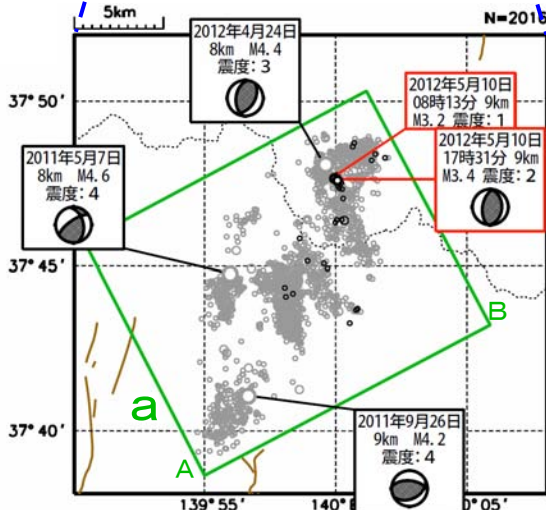 5km
N=2016
2012年4月24日
8km M4.4
震度：3
37°50′
2012年5月10日
08時13分 9km
M3.2 震度：1
2012年5月10日
17時31分 9km
M3.4 震度：2
2011年5月7日
8km M4.6
震度：4
37°45′
B
a
37°40′
A
2011年9月26日
9km M4.2
震度：4
139°55′